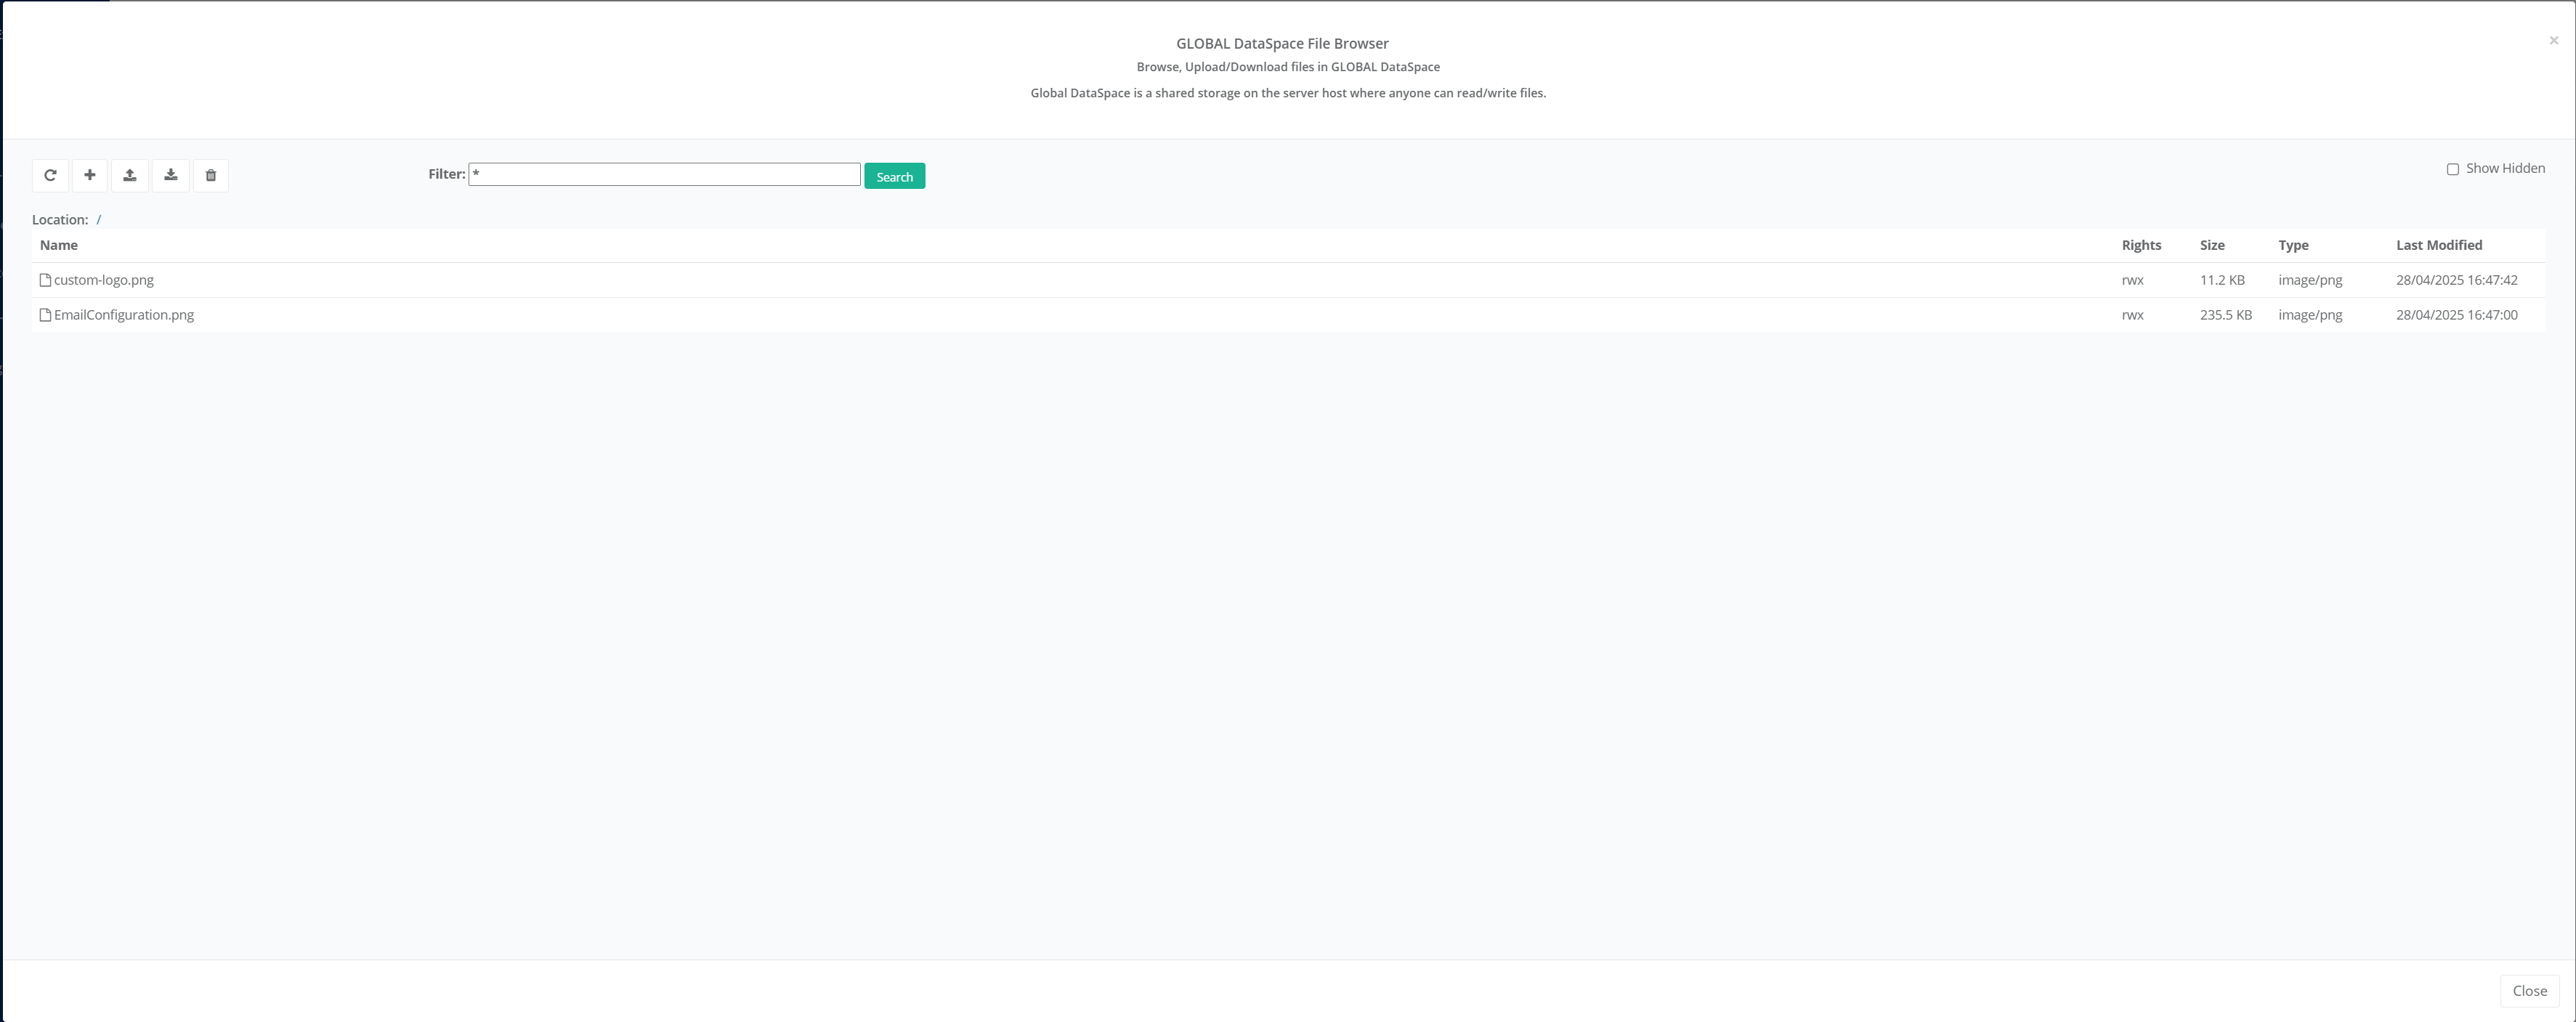 GLOBAL DataSpace File Browser
×
Browse, Upload/Download files in GLOBAL DataSpace
Global DataSpace is a shared storage on the server host where anyone can read/write files.
Filter: * Search Show Hidden
Location: /
Name Rights Size Type Last Modified
custom-logo.png rwx 11.2 KB image/png 28/04/2025 16:47:42
EmailConfiguration.png rwx 235.5 KB image/png 28/04/2025 16:47:00
Close